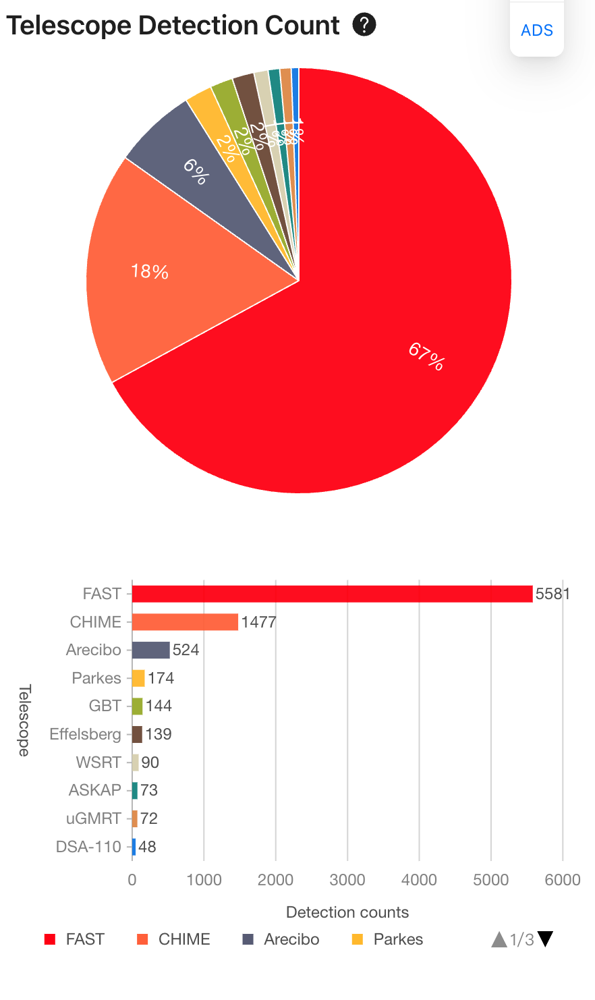 Telescope Detection Count ?
ADS
67%
18%
6%
2%
2%
2%
1%
FAST 5581
CHIME 1477
Arecibo 524
Parkes 174
GBT 144
Effelsberg 139
WSRT 90
ASKAP 73
uGMRT 72
DSA-110 48
Telescope
0 1000 2000 3000 4000 5000 6000
Detection counts
FAST CHIME Arecibo Parkes 1/3